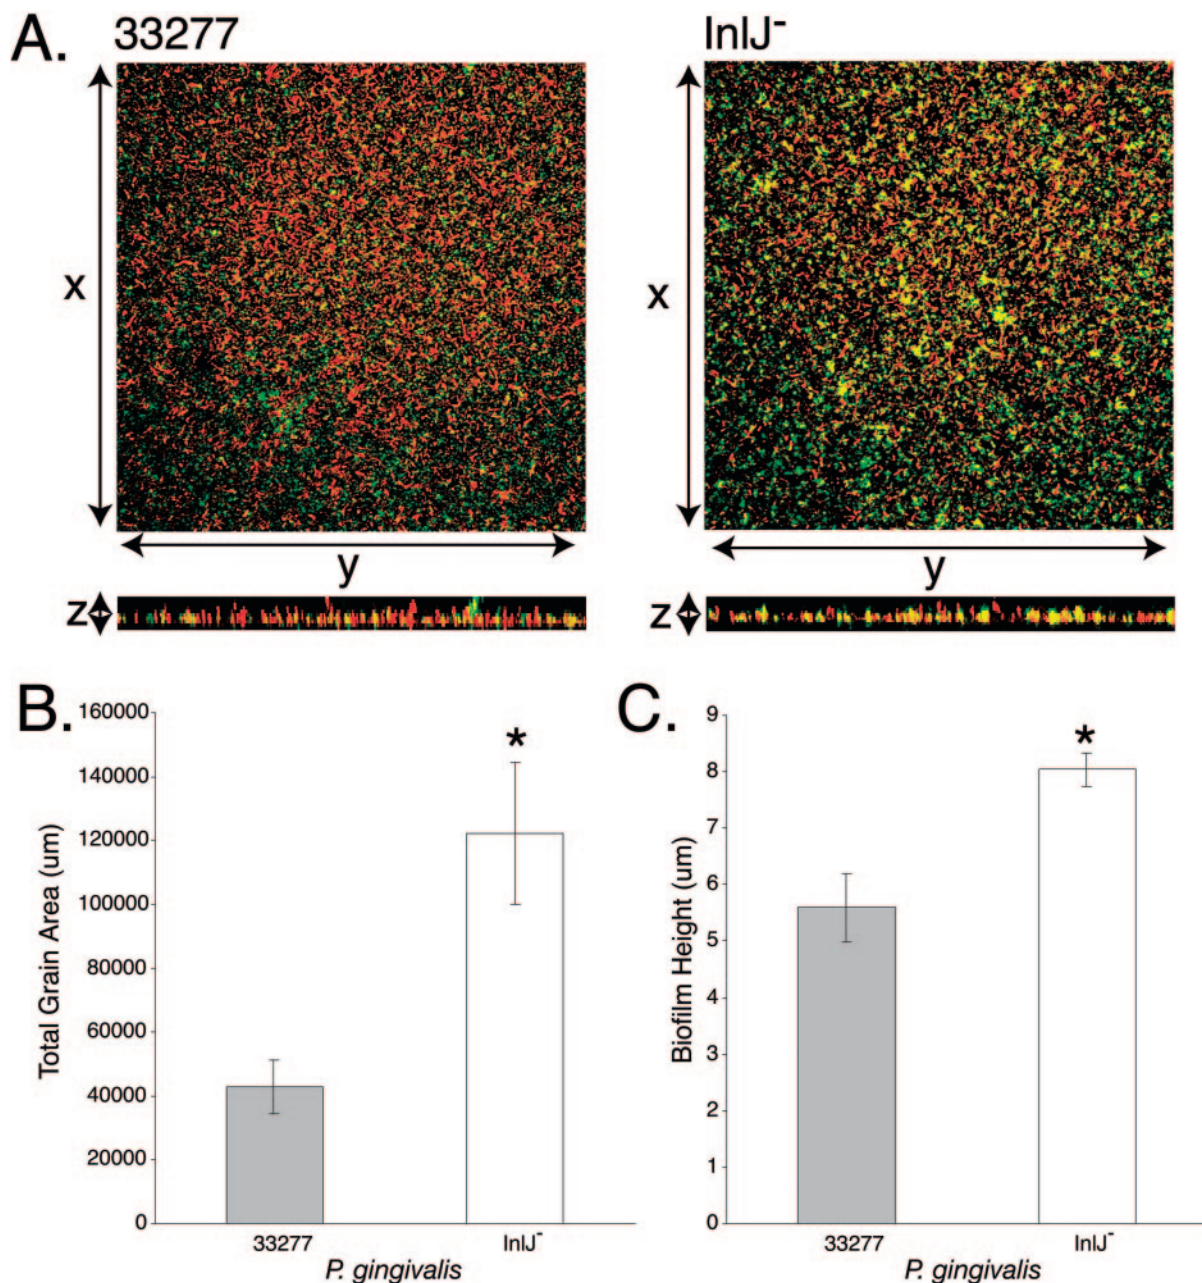 A. 33277 InlJ⁻
x x
y y
z z
B. C.
160000
140000
120000
100000
80000
60000
40000
20000
0
Total Grain Area (um)
*
33277 InlJ⁻
P. gingivalis
9
8
7
6
5
4
3
2
1
0
Biofilm Height (um)
*
33277 InlJ⁻
P. gingivalis